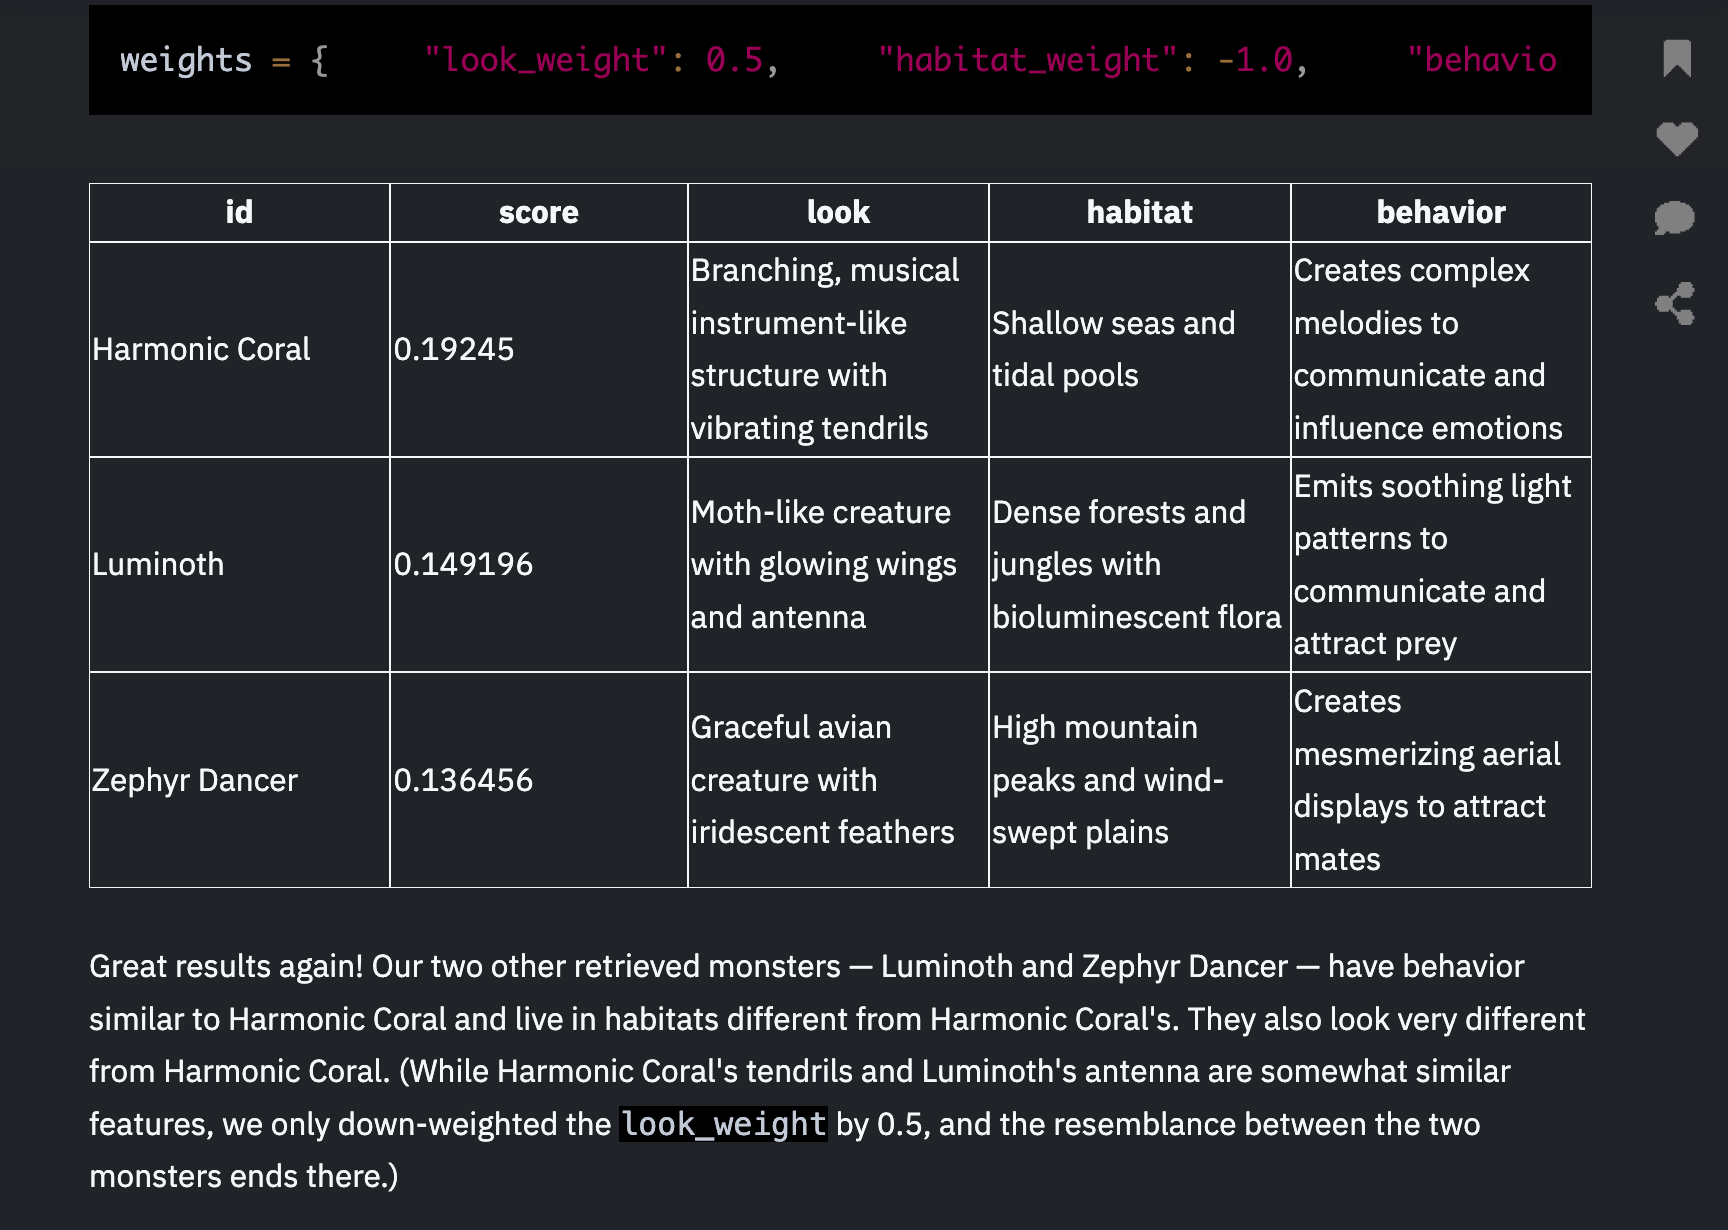 weights = {     "look_weight": 0.5,     "habitat_weight": -1.0,     "behavio
id score look habitat behavior
Harmonic Coral
0.19245
Branching, musical
instrument-like
structure with
vibrating tendrils
Shallow seas and
tidal pools
Creates complex
melodies to
communicate and
influence emotions
Luminoth
0.149196
Moth-like creature
with glowing wings
and antenna
Dense forests and
jungles with
bioluminescent flora
Emits soothing light
patterns to
communicate and
attract prey
Zephyr Dancer
0.136456
Graceful avian
creature with
iridescent feathers
High mountain
peaks and wind-
swept plains
Creates
mesmerizing aerial
displays to attract
mates
Great results again! Our two other retrieved monsters — Luminoth and Zephyr Dancer — have behavior
similar to Harmonic Coral and live in habitats different from Harmonic Coral's. They also look very different
from Harmonic Coral. (While Harmonic Coral's tendrils and Luminoth's antenna are somewhat similar
features, we only down-weighted the look_weight by 0.5, and the resemblance between the two
monsters ends there.)